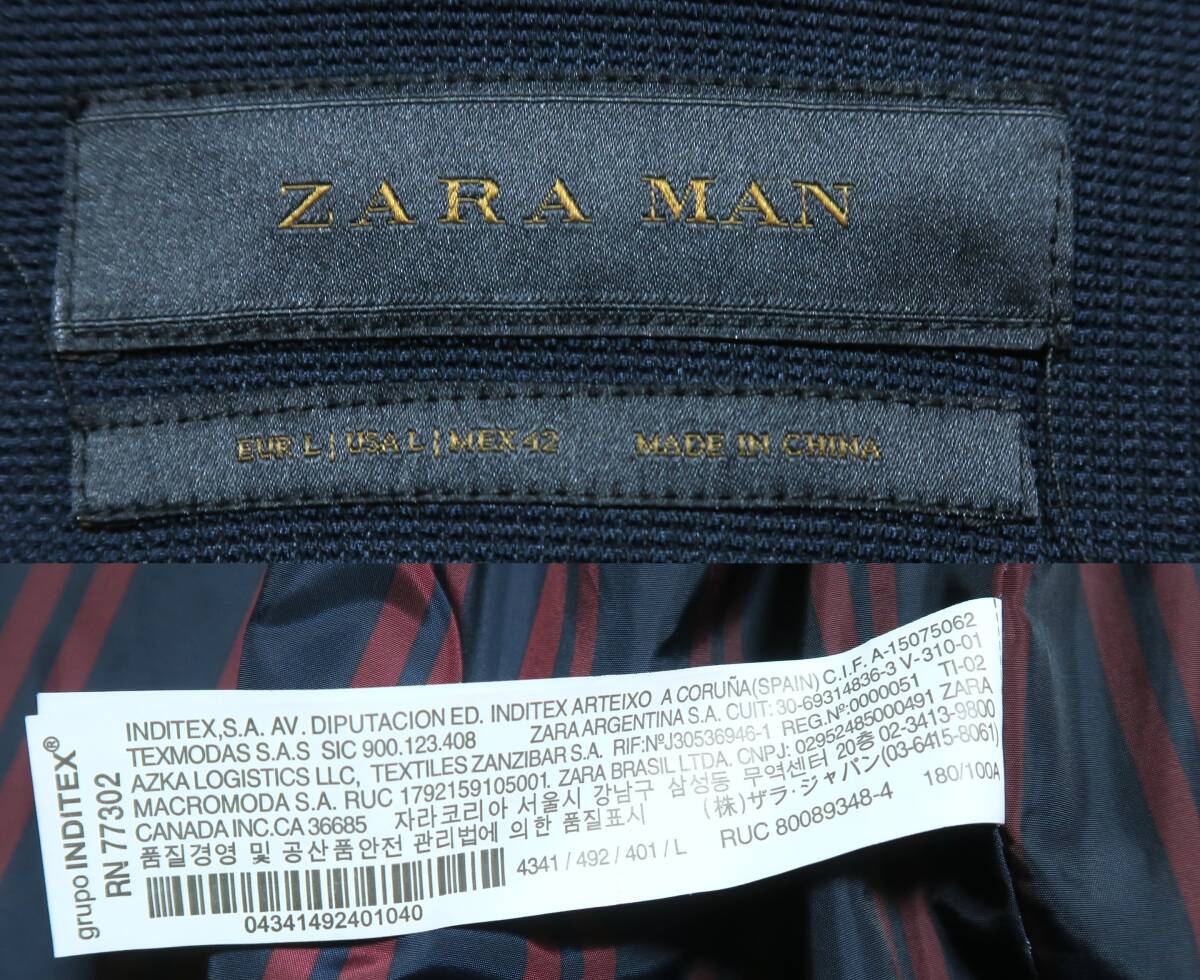 ZARA MAN
EUR L | USA L | MEX 42 MADE IN CHINA
grupo INDITEX®
RN 77302
INDITEX,S.A. AV. DIPUTACION ED. INDITEX ARTEIXO A CORUÑA(SPAIN) C.I.F. A-15075062
TEXMODAS S.A.S SIC 900.123.408 ZARA ARGENTINA S.A. CUIT: 30-69314836-3 V-310-01
AZKA LOGISTICS LLC, TEXTILES ZANZIBAR S.A. RIF:Nº J30536946-1 REG.Nº:0000051 TI-02
MACROMODA S.A. RUC 1792159105001. ZARA BRASIL LTDA. CNPJ: 02952485000491 ZARA
CANADA INC.CA 36685 자라코리아 서울시 강남구 삼성동 무역센터 20층 02-3413-9800
품질경영 및 공산품안전 관리법에 의한 품질표시 (株)ザラ・ジャパン(03-6415-8061)
4341 / 492 / 401 / L RUC 80089348-4 180/100A
04341492401040